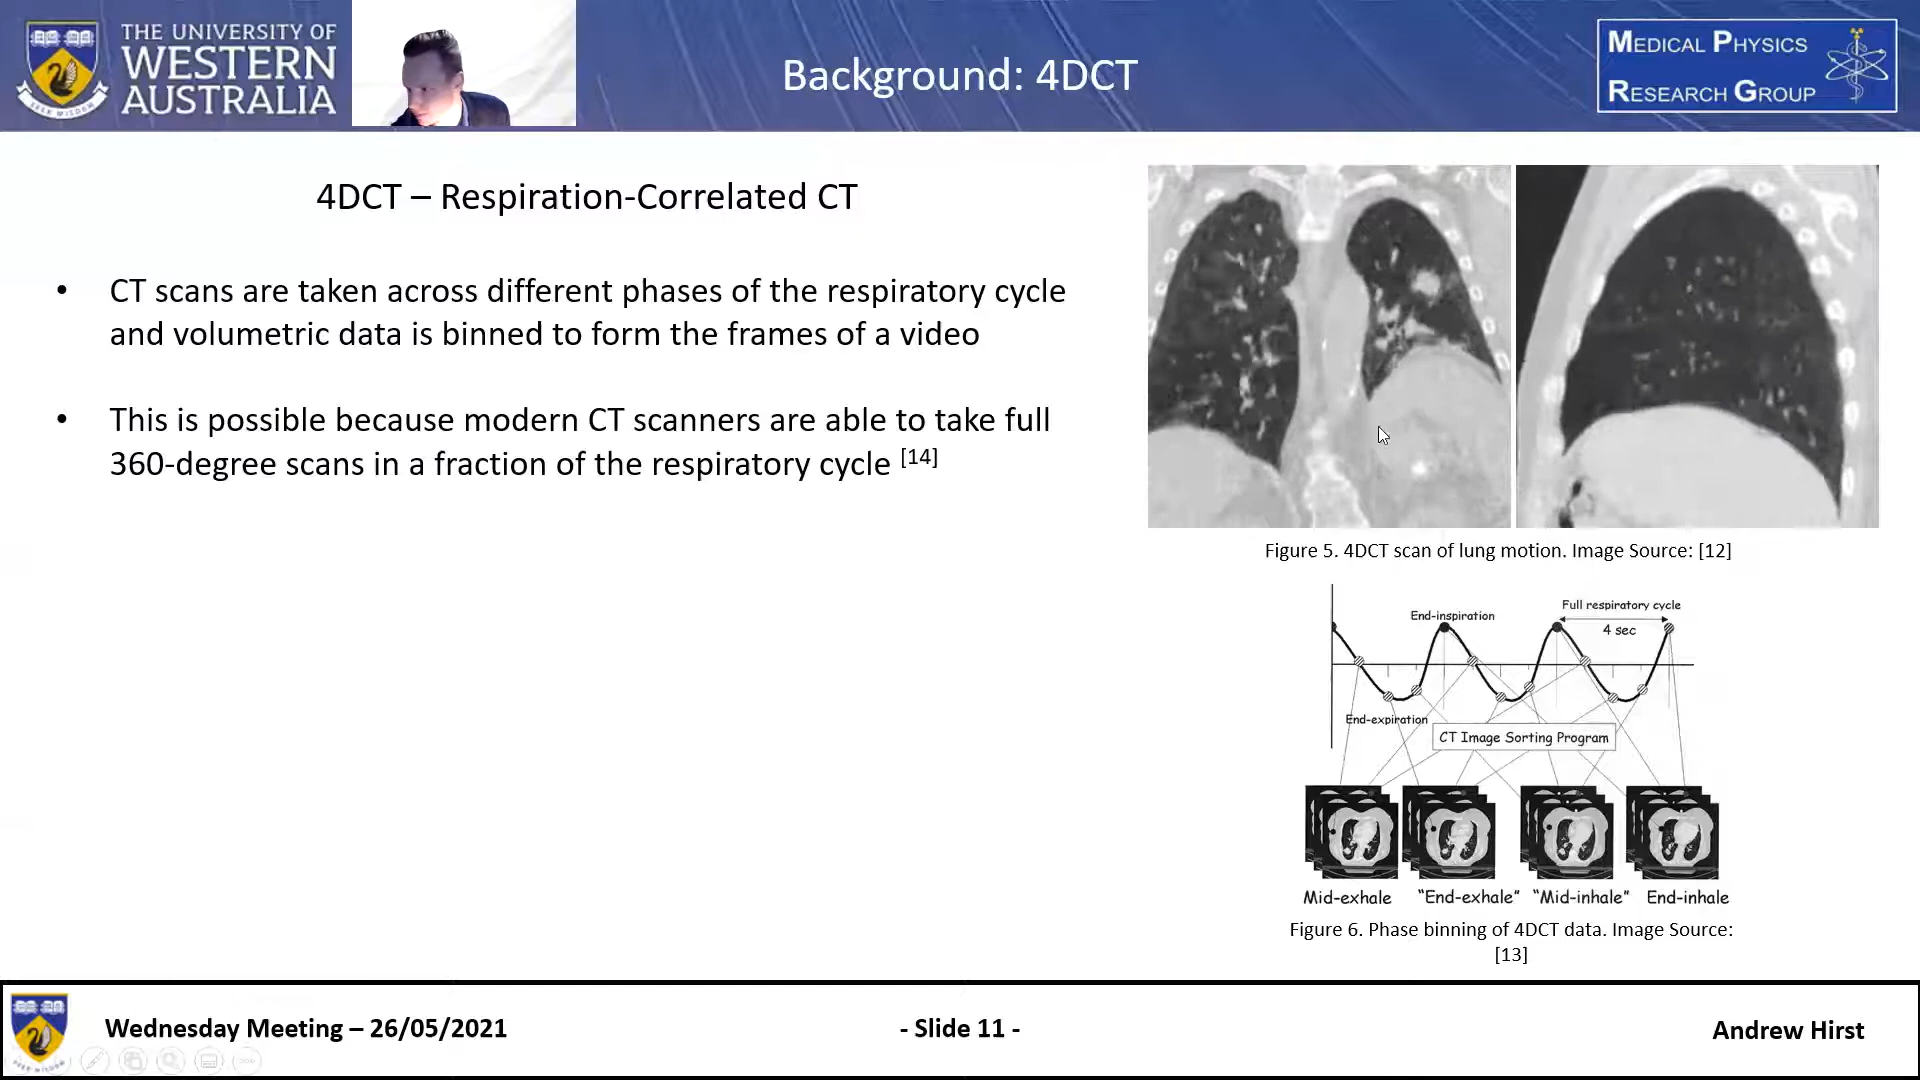 THE UNIVERSITY OF
WESTERN
AUSTRALIA
Background: 4DCT
MEDICAL PHYSICS
RESEARCH GROUP
4DCT – Respiration-Correlated CT
• CT scans are taken across different phases of the respiratory cycle
and volumetric data is binned to form the frames of a video
• This is possible because modern CT scanners are able to take full
360-degree scans in a fraction of the respiratory cycle [14]
Figure 5. 4DCT scan of lung motion. Image Source: [12]
End-inspiration
Full respiratory cycle
4 sec
End-expiration
CT Image Sorting Program
Mid-exhale
“End-exhale”
“Mid-inhale”
End-inhale
Figure 6. Phase binning of 4DCT data. Image Source:
[13]
Wednesday Meeting – 26/05/2021
- Slide 11 -
Andrew Hirst